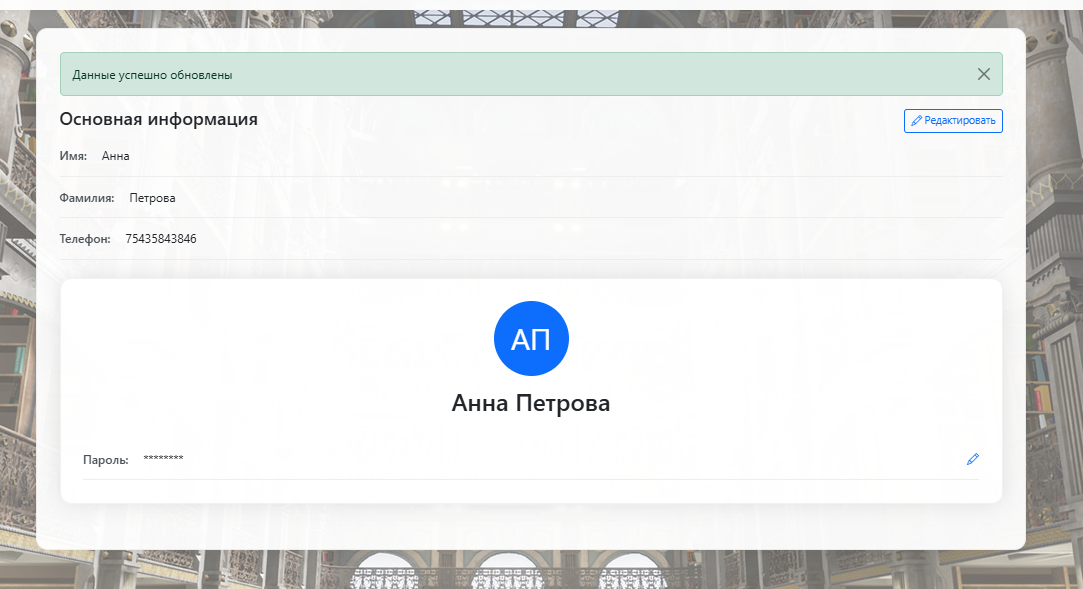 Данные успешно обновлены
Основная информация
Редактировать
Имя: Анна
Фамилия: Петрова
Телефон: 75435843846
АП
Анна Петрова
Пароль: ********